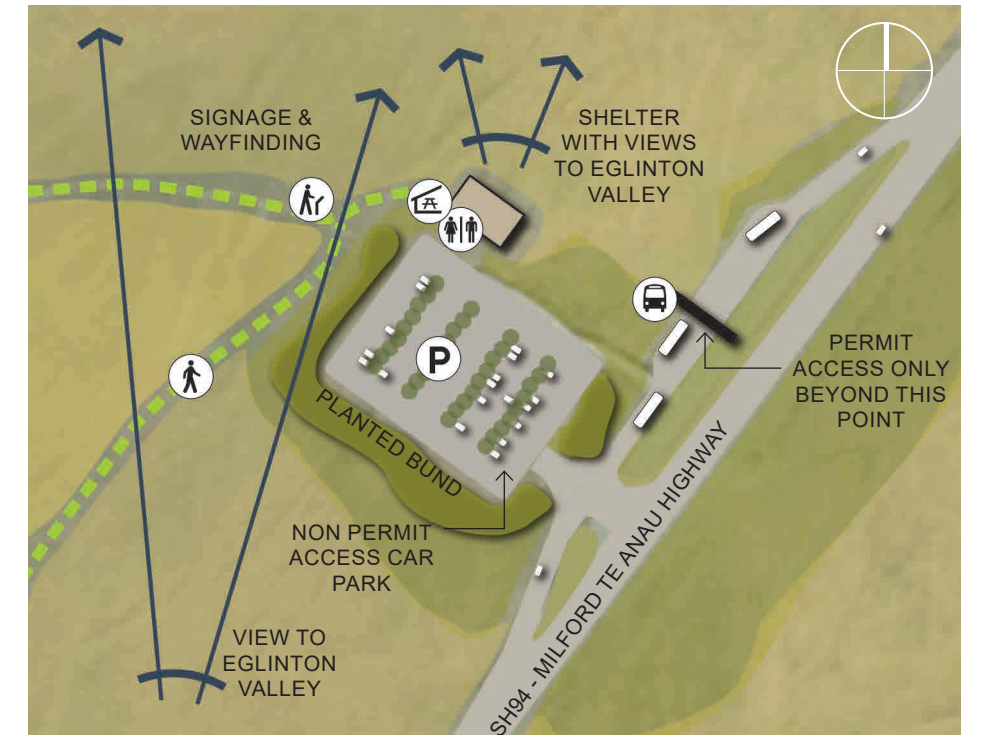 SIGNAGE &
WAYFINDING
SHELTER
WITH VIEWS
TO EGLINTON
VALLEY
PERMIT
ACCESS ONLY
BEYOND THIS
POINT
P
PLANTED BUND
NON PERMIT
ACCESS CAR
PARK
SH94 - MILFORD TE ANAU HIGHWAY
VIEW TO
EGLINTON
VALLEY